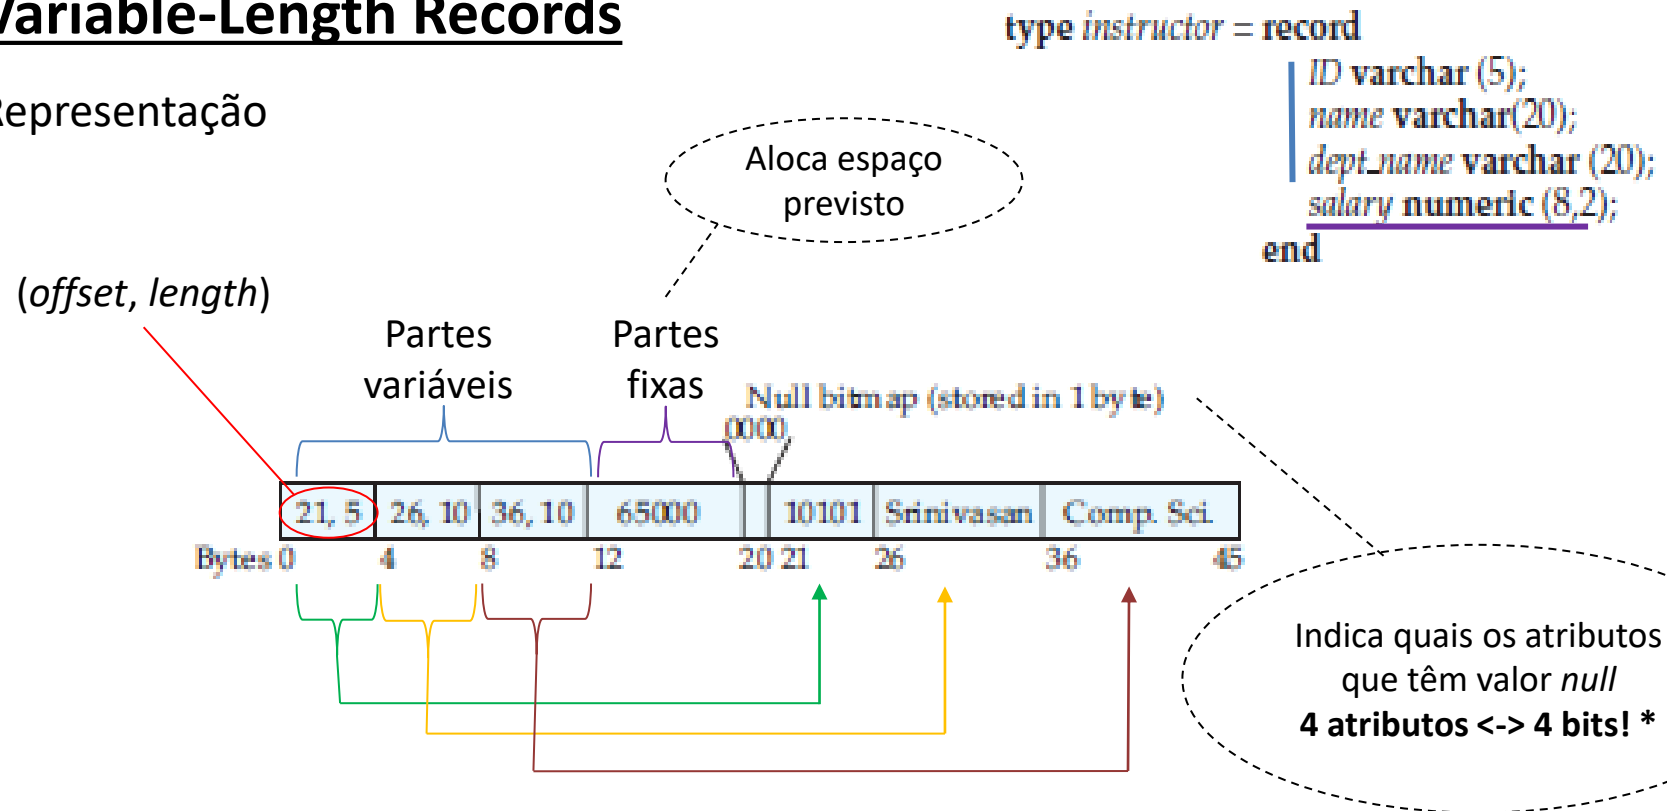 Variable-Length Records
Representação
type instructor = record
ID varchar (5);
name varchar(20);
dept_name varchar (20);
salary numeric (8,2);
end
Aloca espaço
previsto
(offset, length)
Partes
variáveis
Partes
fixas
Null bitmap (stored in 1 byte)
0000
21, 5 26, 10 36, 10 65000 10101 Srinivasan Comp. Sci.
Bytes 0 4 8 12 20 21 26 36 45
Indica quais os atributos
que têm valor null
4 atributos <-> 4 bits! *